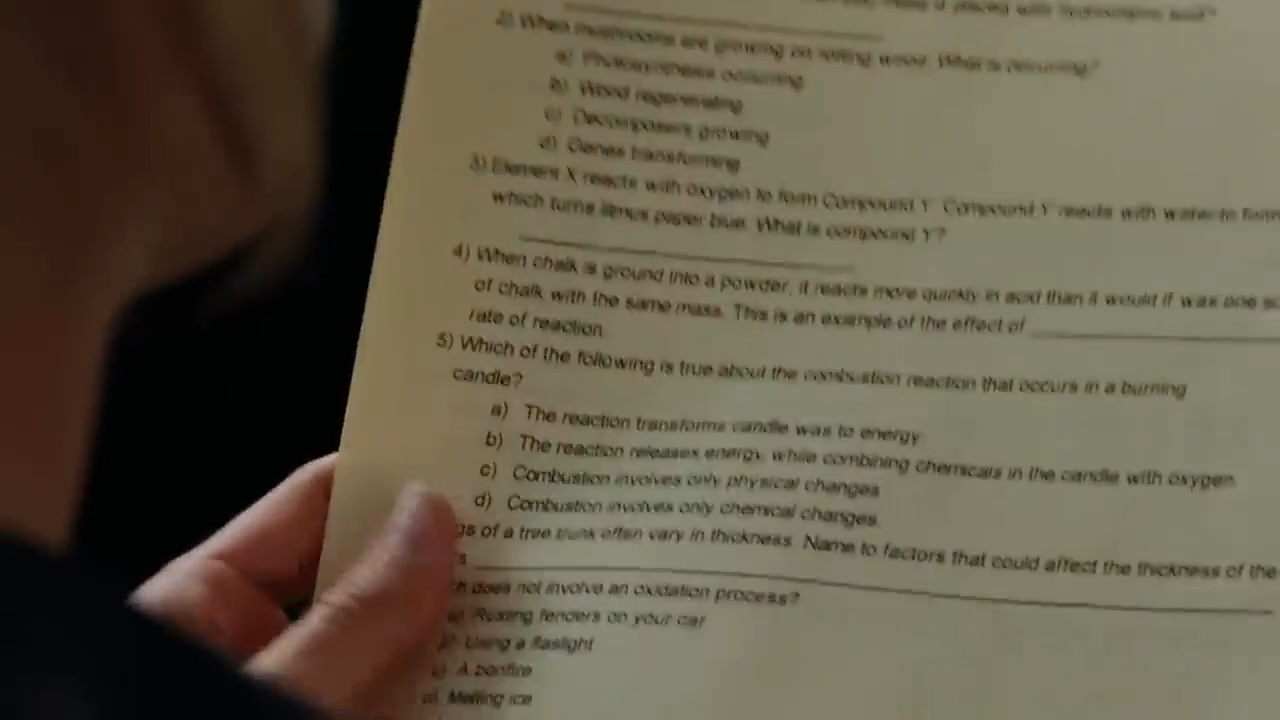 placed with hydrochloric acid?
2) When mushrooms are growing on rotting wood. What is occurring?
a) Photosynthesis occurring
b) Wood regenerating
c) Decomposers growing
d) Genes transforming
3) Element X reacts with oxygen to form Compound Y. Compound Y reacts with water to form
which turns litmus paper blue. What is compound Y?
4) When chalk is ground into a powder, it reacts more quickly in acid than it would if was one
of chalk with the same mass. This is an example of the effect of
rate of reaction.
5) Which of the following is true about the combustion reaction that occurs in a burning
candle?
a) The reaction transforms candle was to energy
b) The reaction releases energy, while combining chemicals in the candle with oxygen
c) Combustion involves only physical changes
d) Combustion involves only chemical changes.
gs of a tree trunk often vary in thickness. Name to factors that could affect the thickness of the
s
h does not involve an oxidation process?
a) Rusting fenders on your car
b) Using a flaslight
c) A bonfire
d) Melting ice